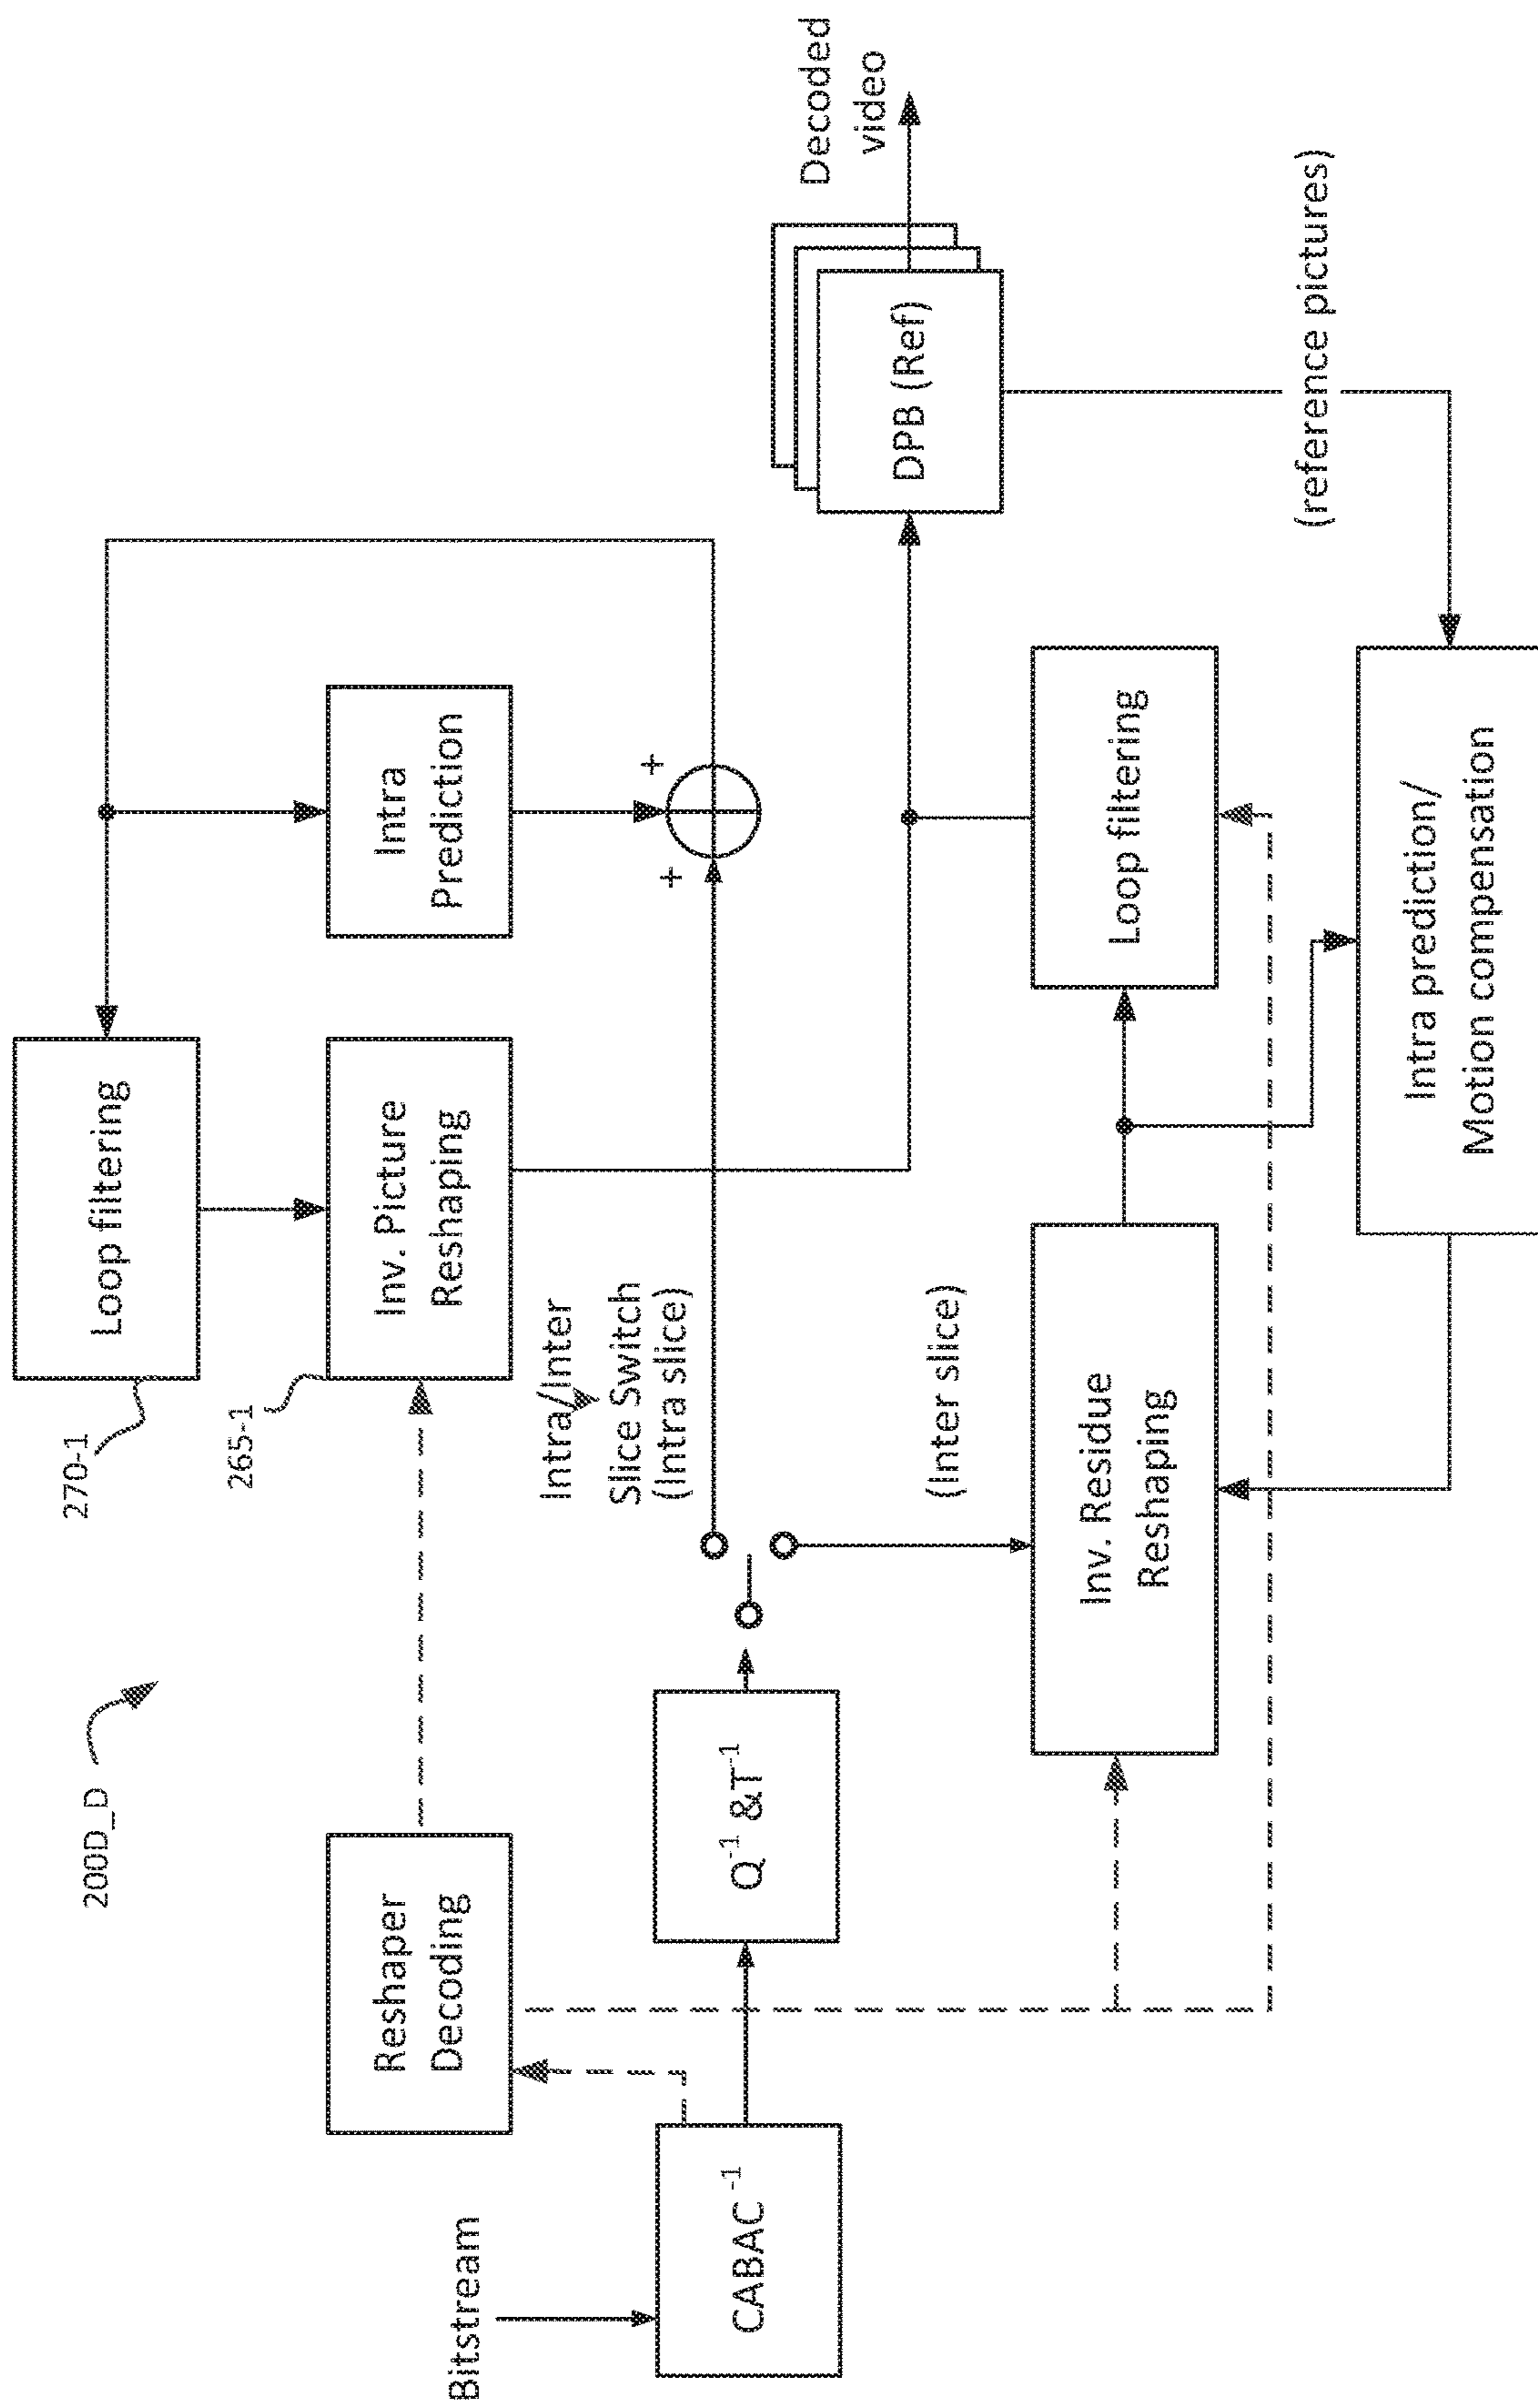 200D_D
270-1
Loop filtering
265-1
Inv. Picture
Reshaping
Intra
Prediction
Reshaper
Decoding
Intra/Inter
Slice Switch
(Intra slice)
+
+
Bitstream
CABAC⁻¹
Q⁻¹ &T⁻¹
Decoded
video
DPB (Ref)
(Inter slice)
Inv. Residue
Reshaping
Loop filtering
(reference pictures)
Intra prediction/
Motion compensation